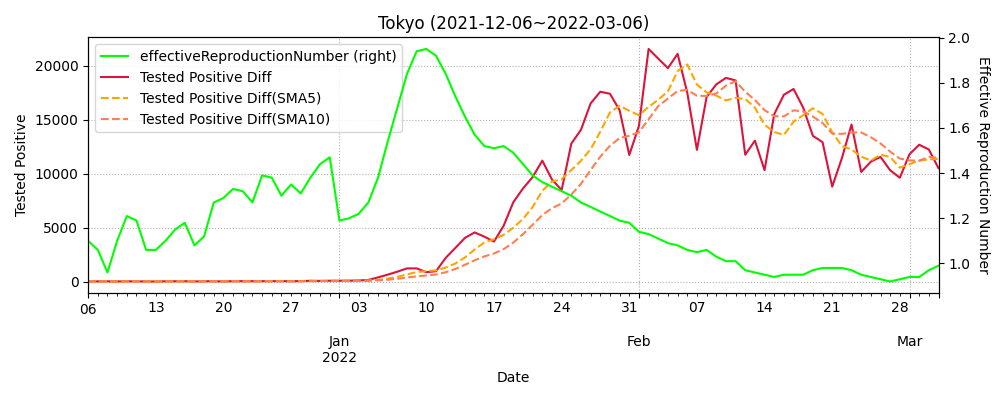 Tokyo (2021-12-06~2022-03-06)
effectiveReproductionNumber (right)
Tested Positive Diff
Tested Positive Diff(SMA5)
Tested Positive Diff(SMA10)
Tested Positive
20000
15000
10000
5000
0
2.0
1.8
1.6
1.4
1.2
1.0
Effective Reproduction Number
06 13 20 27 03 10 17 24 31 07 14 21 28
Jan Feb Mar
2022
Date